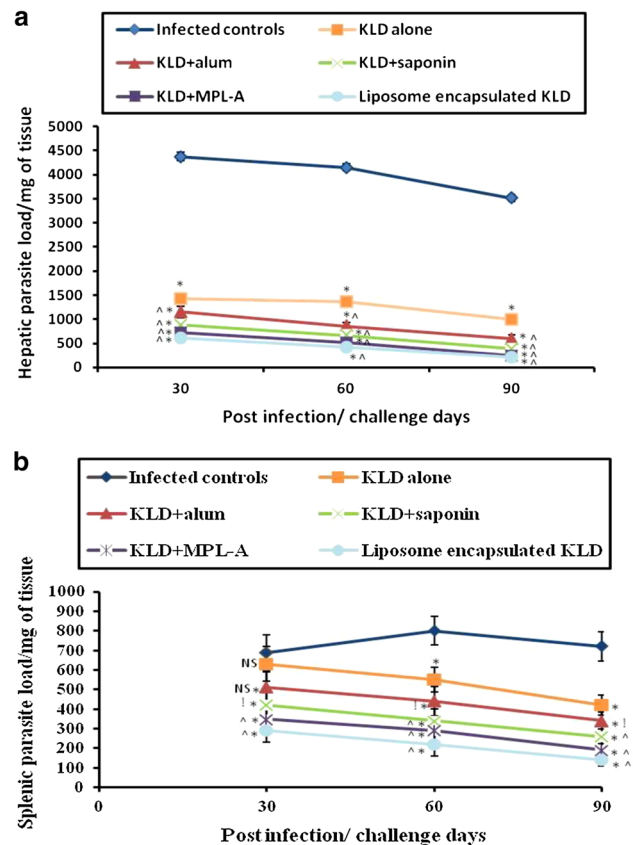 a
Infected controls KLD alone
KLD+alum KLD+saponin
KLD+MPL-A Liposome encapsulated KLD
Hepatic parasite load/mg of tissue
5000
4500
4000
3500
3000
2500
2000
1500
1000
500
0
* * *
^ * * ^ * ^
^ * * ^ * ^
^ * * ^ * ^
^ * * ^ * ^
30 60 90
Post infection/ challenge days
b
Infected controls KLD alone
KLD+alum KLD+saponin
KLD+MPL-A Liposome encapsulated KLD
Splenic parasite load/mg of tissue
1000
900
800
700
600
500
400
300
200
100
0
NS * *
NS * ! * * !
! * ^ * * ^
^ * ^ * * ^
^ * ^ * * ^
0 30 60 90
Post infection/ challenge days